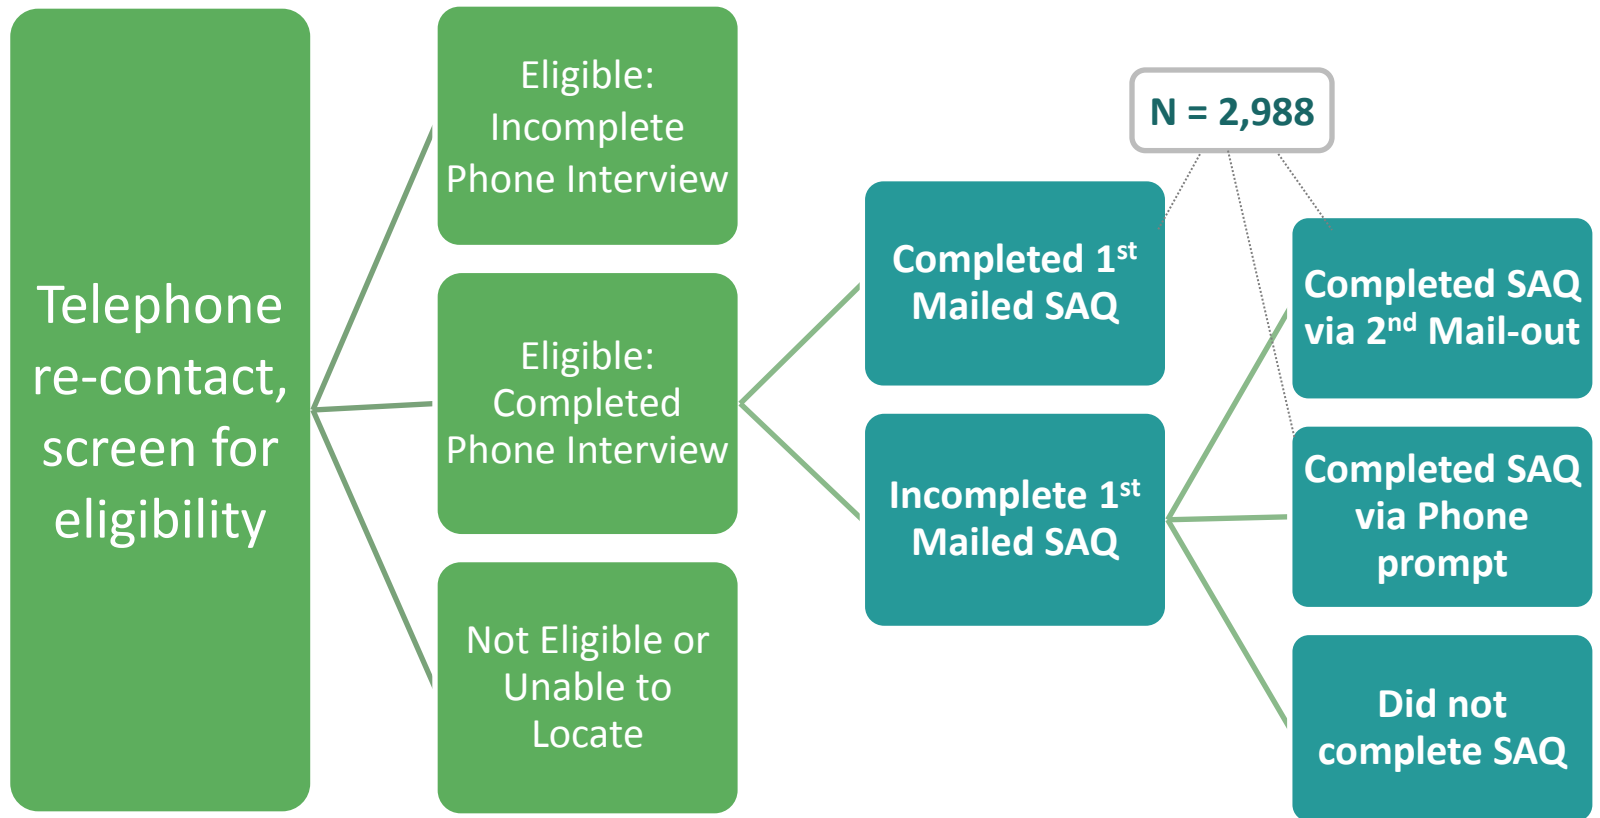 Telephone
re-contact,
screen for
eligibility
Eligible:
Incomplete
Phone Interview
Eligible:
Completed
Phone Interview
Not Eligible or
Unable to
Locate
Completed 1st
Mailed SAQ
Incomplete 1st
Mailed SAQ
N = 2,988
Completed SAQ
via 2nd Mail-out
Completed SAQ
via Phone
prompt
Did not
complete SAQ